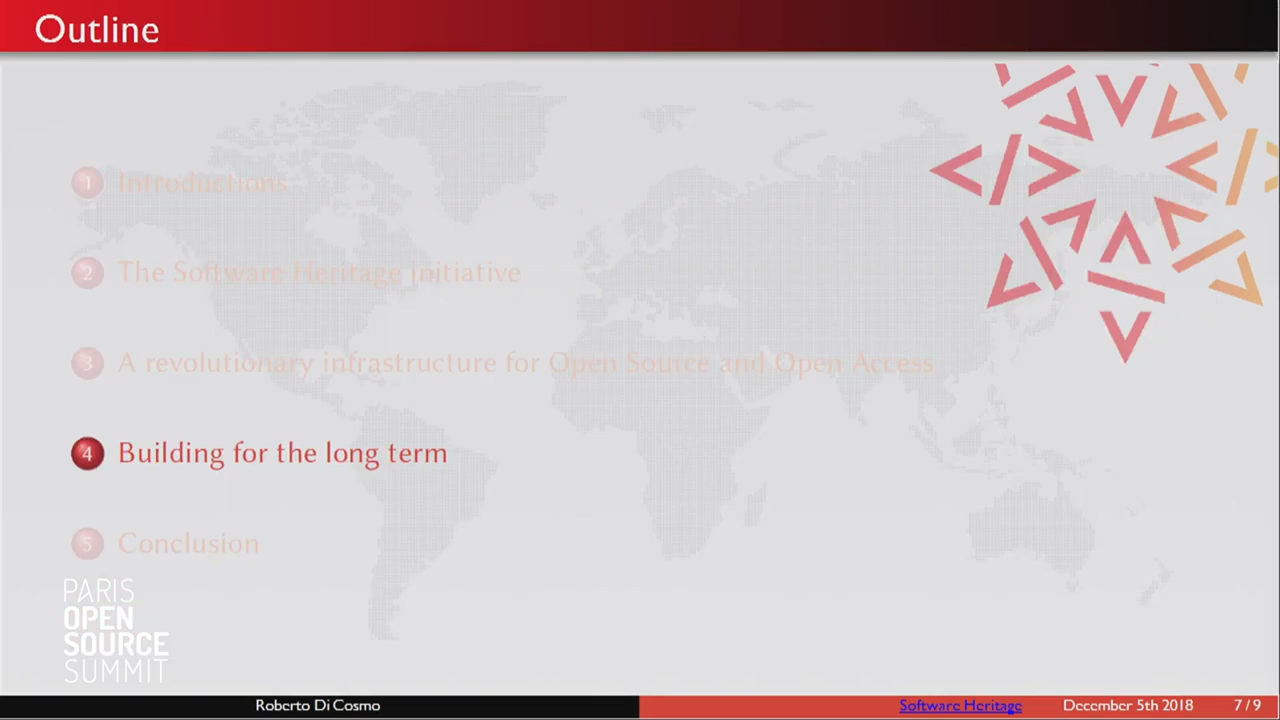 Outline
1 Introductions
2 The Software Heritage initiative
3 A revolutionary infrastructure for Open Source and Open Access
4 Building for the long term
5 Conclusion
PARIS
OPEN
SOURCE
SUMMIT
Roberto Di Cosmo Software Heritage December 5th 2018 7 / 9